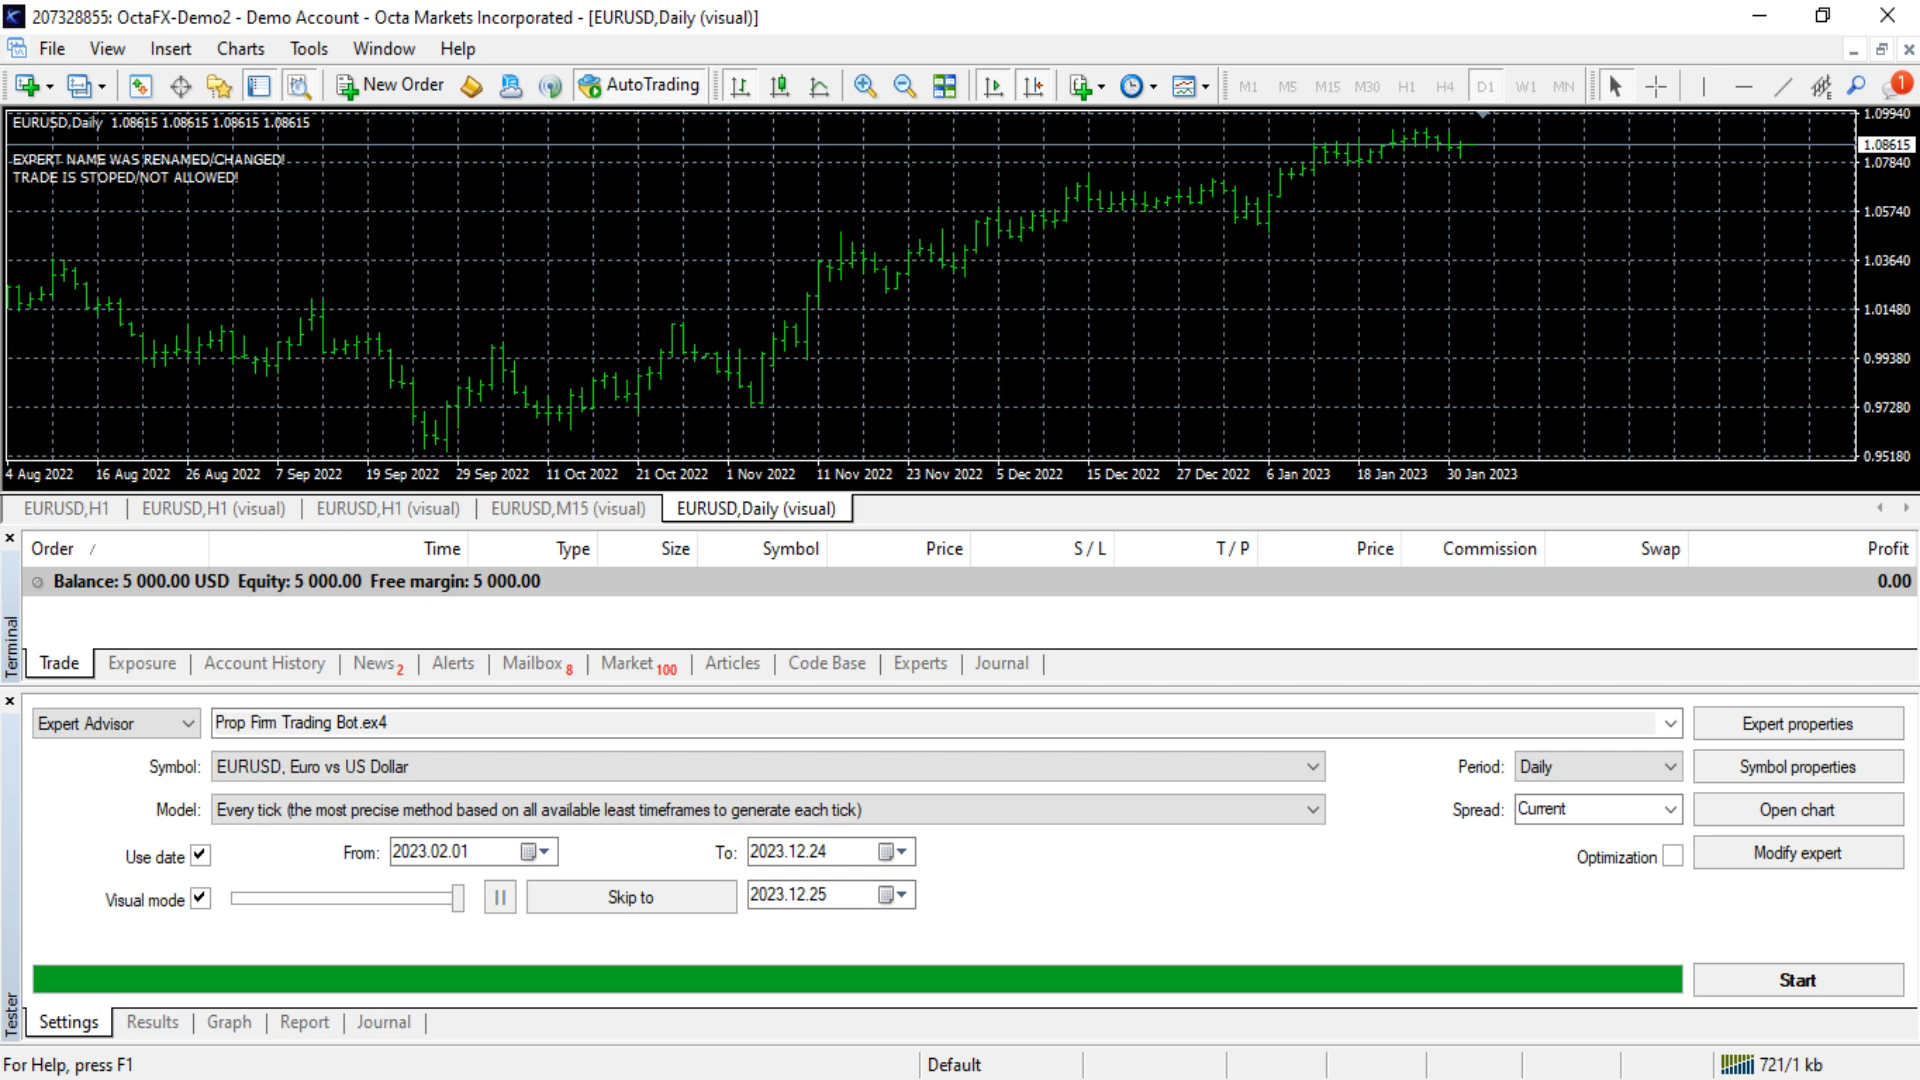 207328855: OctaFX-Demo2 - Demo Account - Octa Markets Incorporated - [EURUSD,Daily (visual)]
File View Insert Charts Tools Window Help
New Order AutoTrading M1 M5 M15 M30 H1 H4 D1 W1 MN 1
EURUSD,Daily 1.08615 1.08615 1.08615 1.08615
EXPERT NAME WAS RENAMED/CHANGED!
TRADE IS STOPED/NOT ALLOWED!
1.09940
1.08615
1.07840
1.05740
1.03640
1.01480
0.99380
0.97280
0.95180
4 Aug 2022 16 Aug 2022 26 Aug 2022 7 Sep 2022 19 Sep 2022 29 Sep 2022 11 Oct 2022 21 Oct 2022 1 Nov 2022 11 Nov 2022 23 Nov 2022 5 Dec 2022 15 Dec 2022 27 Dec 2022 6 Jan 2023 18 Jan 2023 30 Jan 2023
EURUSD,H1 EURUSD,H1 (visual) EURUSD,H1 (visual) EURUSD,M15 (visual) EURUSD,Daily (visual)
Order / Time Type Size Symbol Price S / L T / P Price Commission Swap Profit
Balance: 5 000.00 USD Equity: 5 000.00 Free margin: 5 000.00 0.00
Terminal
Trade Exposure Account History News 2 Alerts Mailbox 8 Market 100 Articles Code Base Experts Journal
Expert Advisor Prop Firm Trading Bot.ex4 Expert properties
Symbol: EURUSD, Euro vs US Dollar Period: Daily Symbol properties
Model: Every tick (the most precise method based on all available least timeframes to generate each tick) Spread: Current Open chart
Use date From: 2023.02.01 To: 2023.12.24 Optimization Modify expert
Visual mode Skip to 2023.12.25
Start
Tester
Settings Results Graph Report Journal
For Help, press F1 Default 721/1 kb